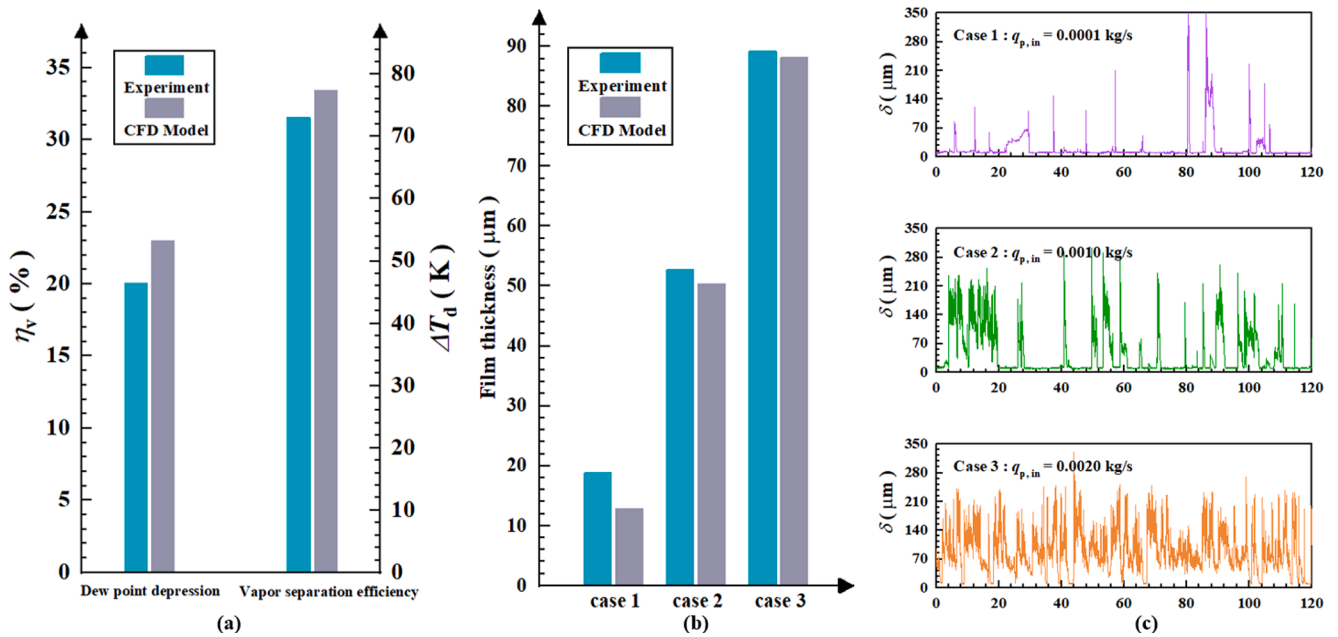 35
30
25
20
15
10
5
0
η_v ( % )
Experiment
CFD Model
80
70
60
50
40
30
20
10
0
ΔT_d ( K )
Dew point depression
Vapor separation efficiency
(a)
90
80
70
60
50
40
30
20
10
0
Film thickness ( μm )
Experiment
CFD Model
case 1
case 2
case 3
(b)
350
280
210
140
70
0
δ ( μm )
Case 1 : q_p, in = 0.0001 kg/s
0 20 40 60 80 100 120
350
280
210
140
70
0
δ ( μm )
Case 2 : q_p, in = 0.0010 kg/s
0 20 40 60 80 100 120
350
280
210
140
70
0
δ ( μm )
Case 3 : q_p, in = 0.0020 kg/s
0 20 40 60 80 100 120
(c)